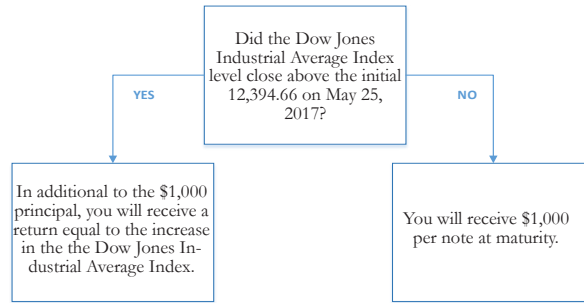 Did the Dow Jones
Industrial Average Index
level close above the initial
12,394.66 on May 25,
2017?
YES
NO
In additional to the $1,000
principal, you will receive a
return equal to the increase
in the the Dow Jones In-
dustrial Average Index.
You will receive $1,000
per note at maturity.